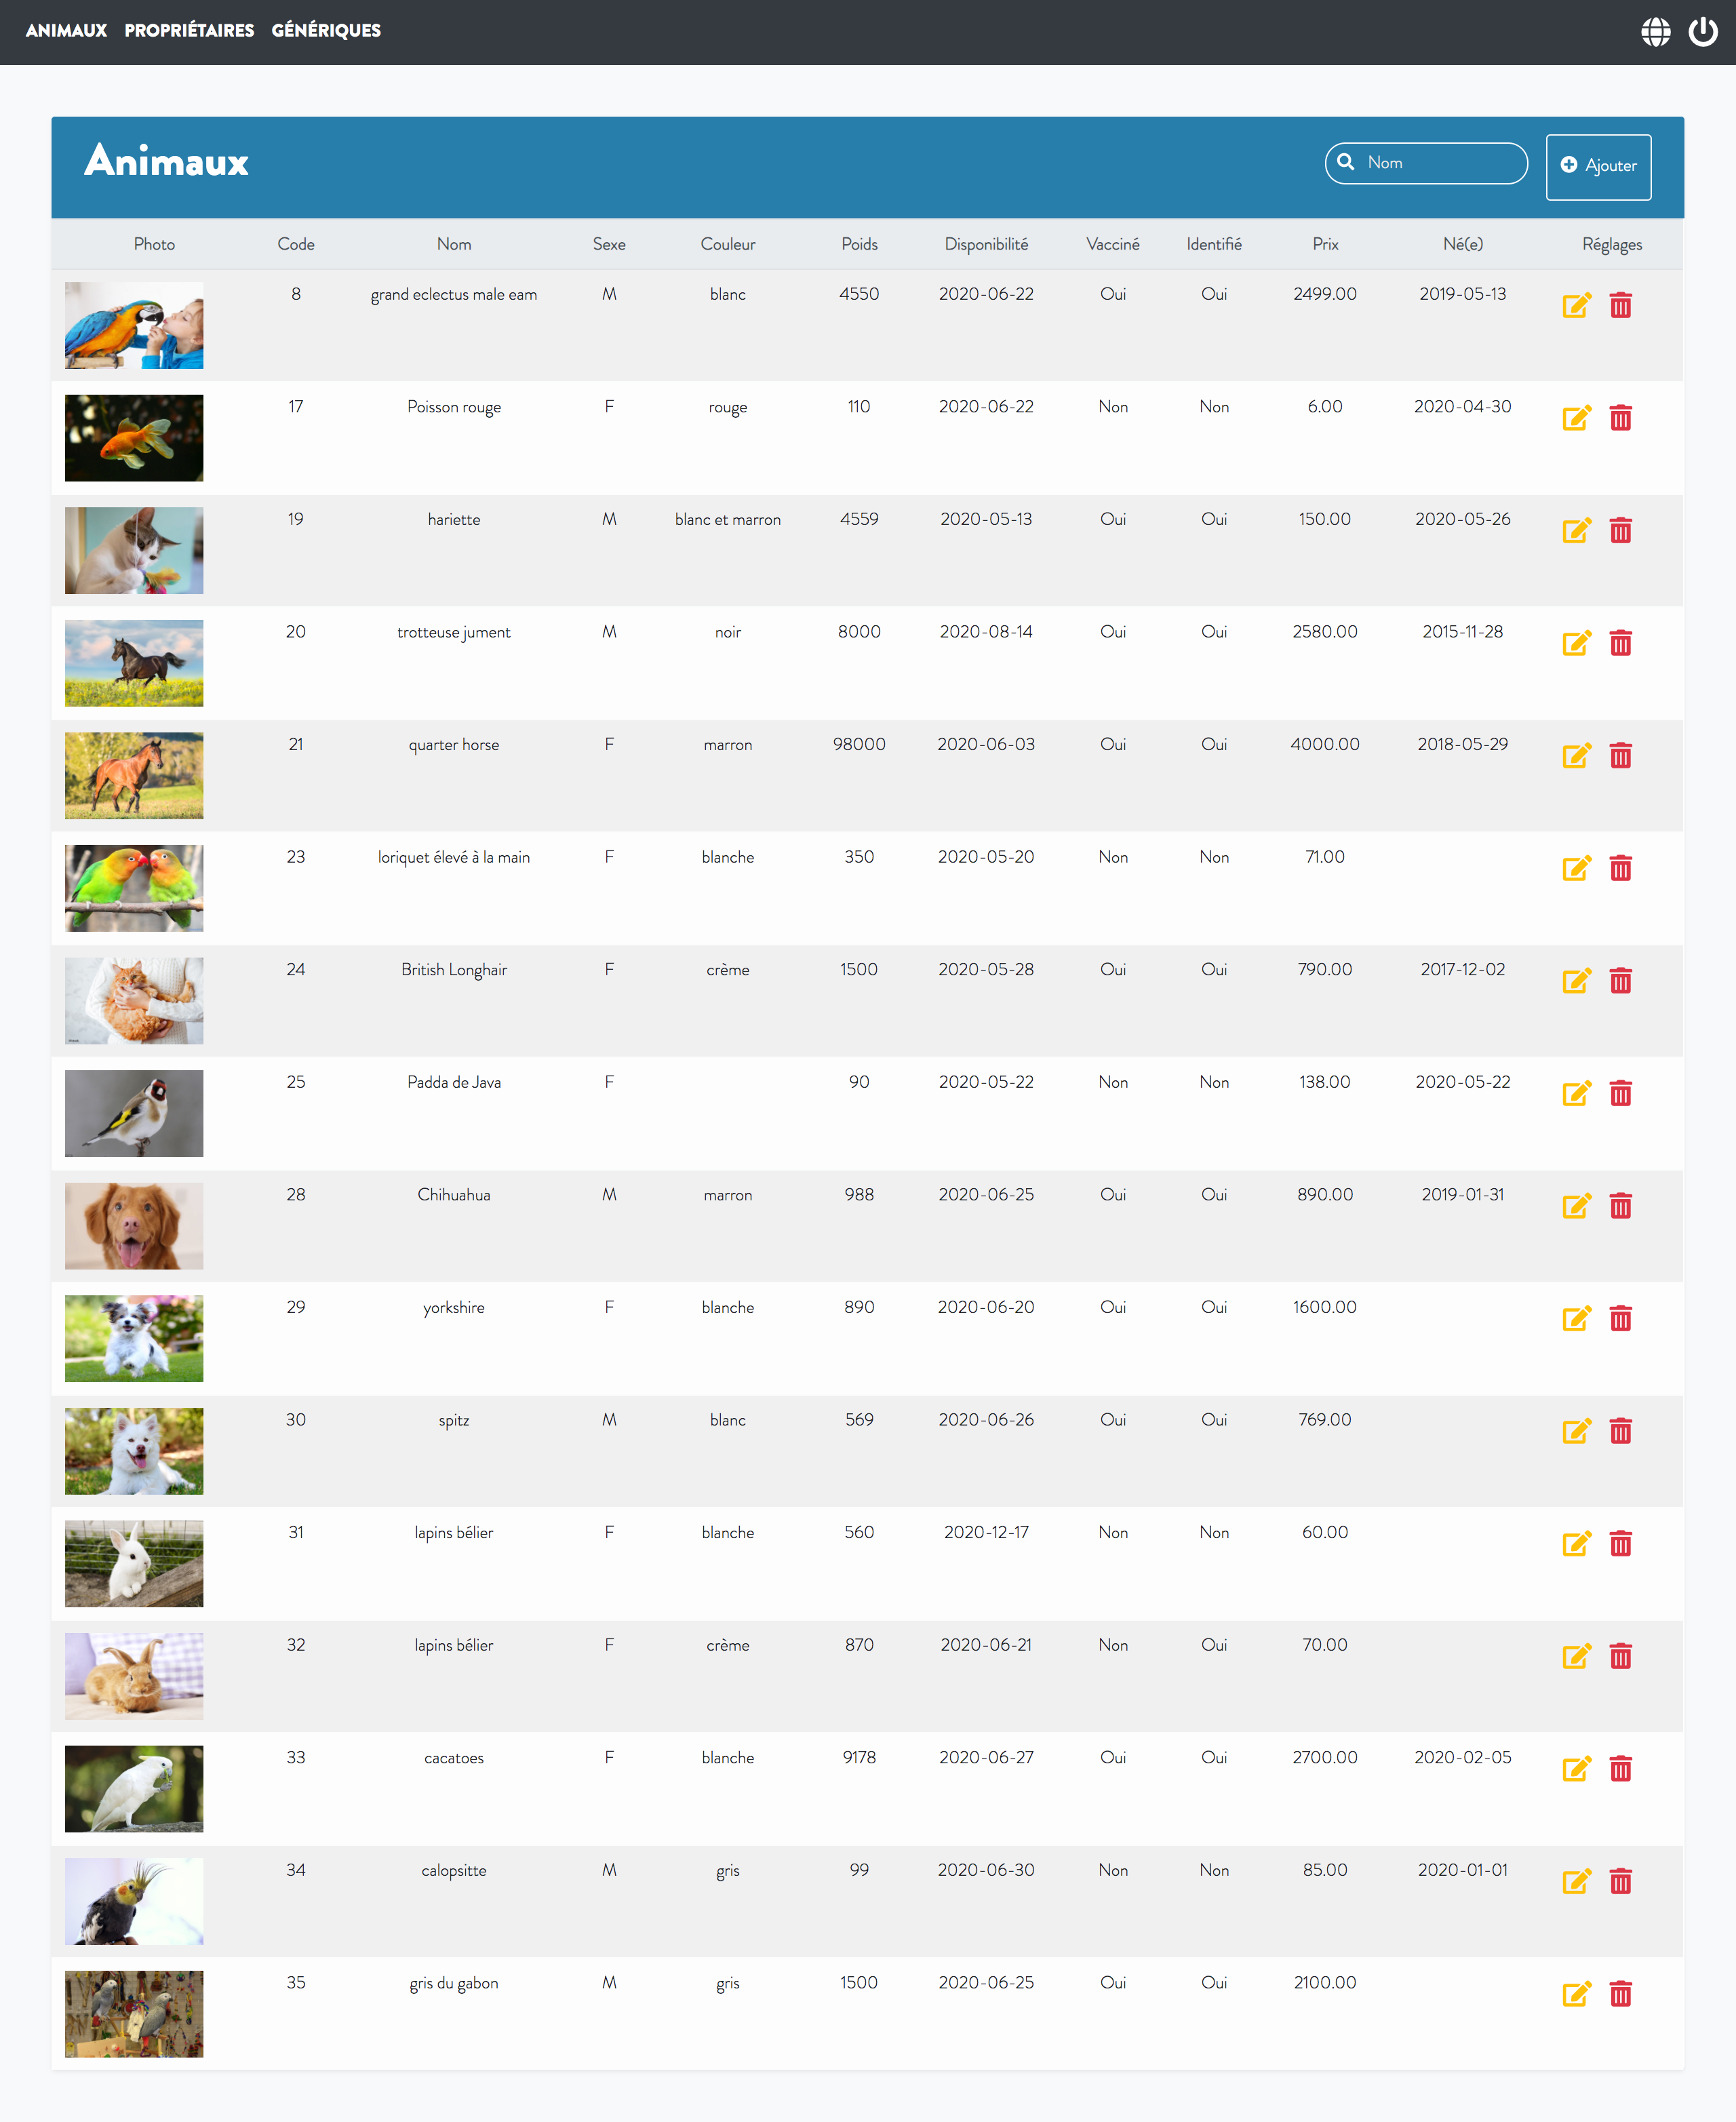 ANIMAUX PROPRIÉTAIRES GÉNÉRIQUES
Animaux Nom Ajouter
Photo Code Nom Sexe Couleur Poids Disponibilité Vacciné Identifié Prix Né(e) Réglages
8 grand eclectus male eam M blanc 4550 2020-06-22 Oui Oui 2499.00 2019-05-13
17 Poisson rouge F rouge 110 2020-06-22 Non Non 6.00 2020-04-30
19 hariette M blanc et marron 4559 2020-05-13 Oui Oui 150.00 2020-05-26
20 trotteuse jument M noir 8000 2020-08-14 Oui Oui 2580.00 2015-11-28
21 quarter horse F marron 98000 2020-06-03 Oui Oui 4000.00 2018-05-29
23 loriquet élevé à la main F blanche 350 2020-05-20 Non Non 71.00
24 British Longhair F crème 1500 2020-05-28 Oui Oui 790.00 2017-12-02
25 Padda de Java F 90 2020-05-22 Non Non 138.00 2020-05-22
28 Chihuahua M marron 988 2020-06-25 Oui Oui 890.00 2019-01-31
29 yorkshire F blanche 890 2020-06-20 Oui Oui 1600.00
30 spitz M blanc 569 2020-06-26 Oui Oui 769.00
31 lapins bélier F blanche 560 2020-12-17 Non Non 60.00
32 lapins bélier F crème 870 2020-06-21 Non Oui 70.00
33 cacatoes F blanche 9178 2020-06-27 Oui Oui 2700.00 2020-02-05
34 calopsitte M gris 99 2020-06-30 Non Non 85.00 2020-01-01
35 gris du gabon M gris 1500 2020-06-25 Oui Oui 2100.00